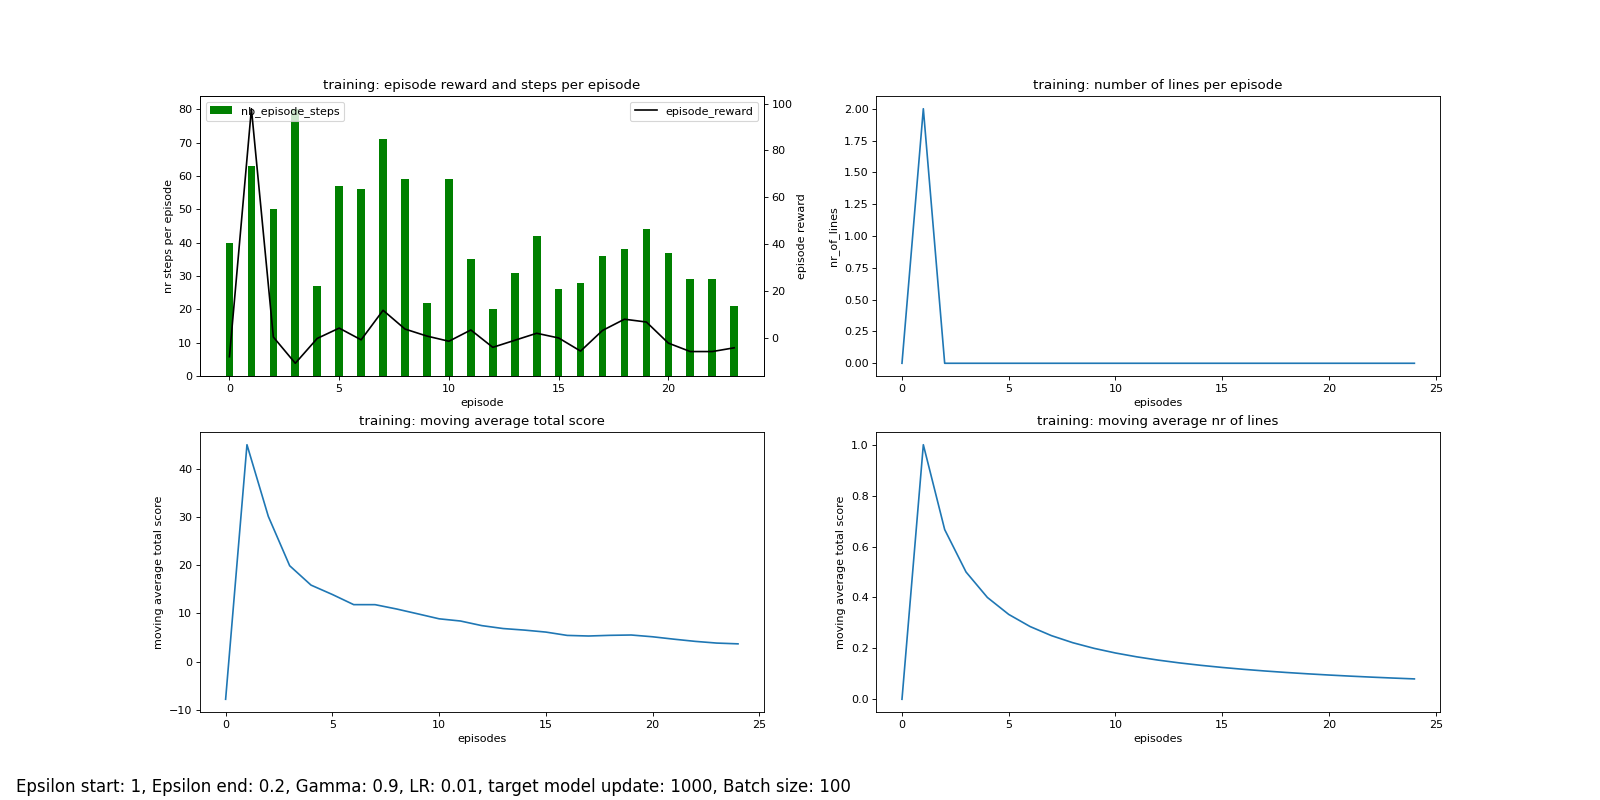 training: episode reward and steps per episode
nb_episode_steps
episode_reward
80
70
60
50
40
30
20
10
0
100
80
60
40
20
0
nr steps per episode
episode reward
0 5 10 15 20
episode
training: number of lines per episode
2.00
1.75
1.50
1.25
1.00
0.75
0.50
0.25
0.00
nr_of_lines
0 5 10 15 20 25
episodes
training: moving average total score
40
30
20
10
0
−10
moving average total score
0 5 10 15 20 25
episodes
training: moving average nr of lines
1.0
0.8
0.6
0.4
0.2
0.0
moving average total score
0 5 10 15 20 25
episodes
Epsilon start: 1, Epsilon end: 0.2, Gamma: 0.9, LR: 0.01, target model update: 1000, Batch size: 100